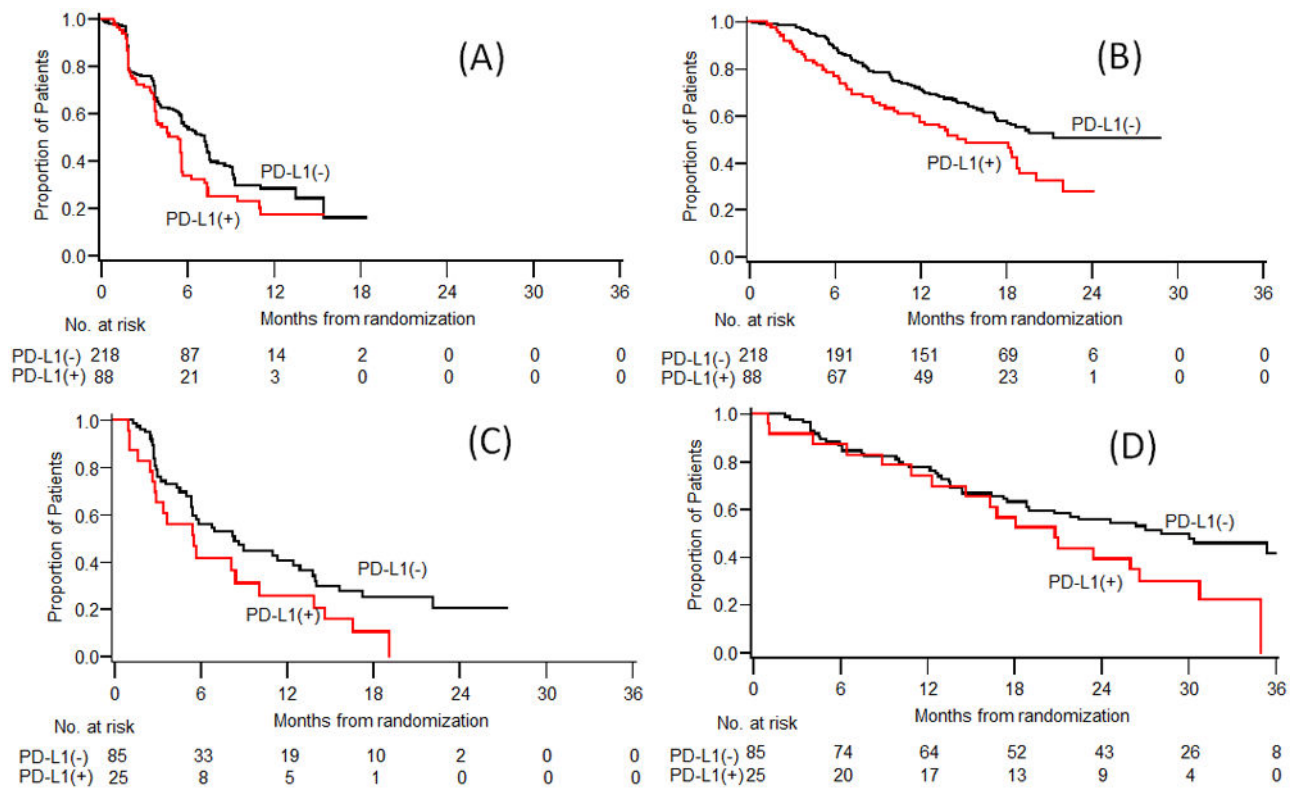 (A)
Proportion of Patients
1.0
0.8
0.6
0.4
0.2
0.0
PD-L1(-)
PD-L1(+)
0 6 12 18 24 30 36
No. at risk Months from randomization
PD-L1(-) 218 87 14 2 0 0 0
PD-L1(+) 88 21 3 0 0 0 0
(B)
Proportion of Patients
1.0
0.8
0.6
0.4
0.2
0.0
PD-L1(-)
PD-L1(+)
0 6 12 18 24 30 36
No. at risk Months from randomization
PD-L1(-) 218 191 151 69 6 0 0
PD-L1(+) 88 67 49 23 1 0 0
(C)
Proportion of Patients
1.0
0.8
0.6
0.4
0.2
0.0
PD-L1(-)
PD-L1(+)
0 6 12 18 24 30 36
Months from randomization
No. at risk
PD-L1(-) 85 33 19 10 2 0 0
PD-L1(+) 25 8 5 1 0 0 0
(D)
Proportion of Patients
1.0
0.8
0.6
0.4
0.2
0.0
PD-L1(-)
PD-L1(+)
0 6 12 18 24 30 36
Months from randomization
No. at risk
PD-L1(-) 85 74 64 52 43 26 8
PD-L1(+) 25 20 17 13 9 4 0